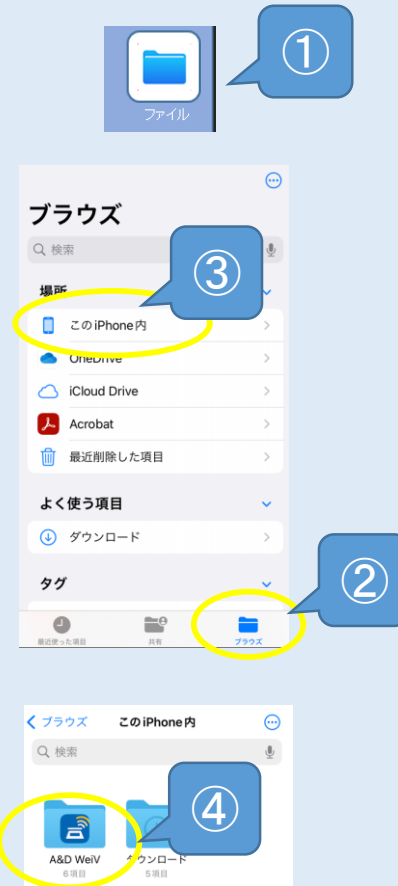 ①
ファイル
ブラウズ
検索
③
場所
このiPhone内
OneDrive
iCloud Drive
Acrobat
最近削除した項目
よく使う項目
ダウンロード
タグ
②
最近使った項目
共有
ブラウズ
ブラウズ
このiPhone内
検索
④
A&D WeiV
ダウンロード
6項目
5項目